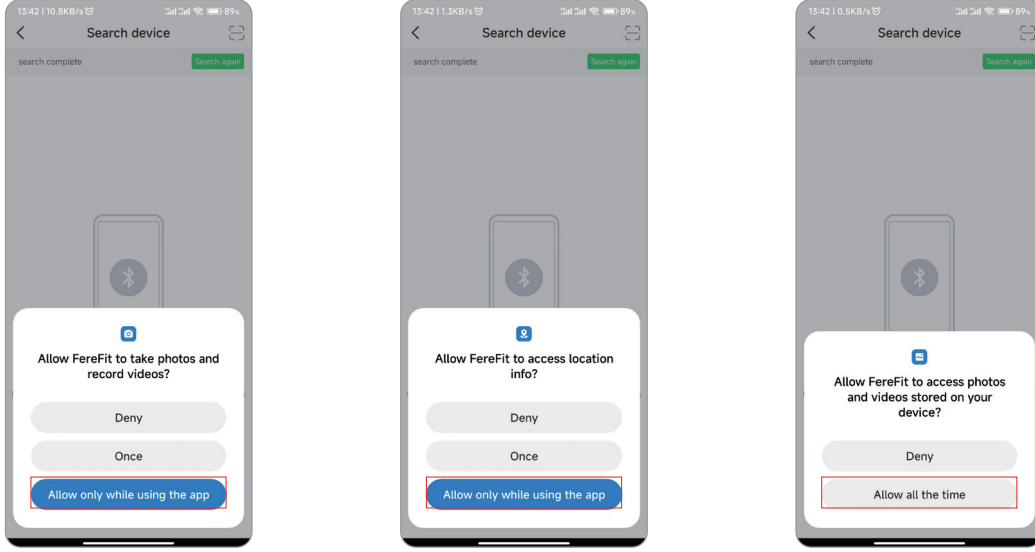 13:42 | 10.8KB/s
89%
Search device
search complete
Search again
Allow FereFit to take photos and
record videos?
Deny
Once
Allow only while using the app
13:42 | 1.3KB/s
89%
Search device
search complete
Search again
Allow FereFit to access location
info?
Deny
Once
Allow only while using the app
13:42 | 0.5KB/s
89%
Search device
search complete
Search again
Allow FereFit to access photos
and videos stored on your
device?
Deny
Allow all the time